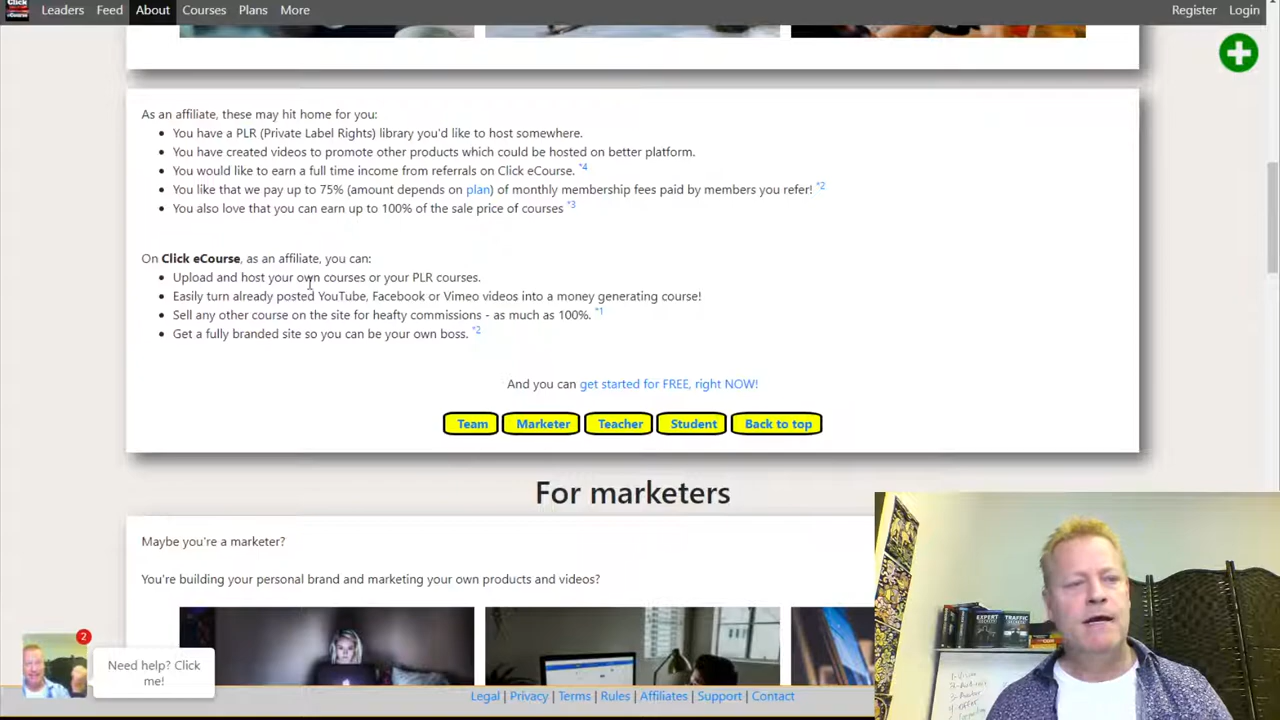 Click
eCourse
Leaders Feed About Courses Plans More Register Login
As an affiliate, these may hit home for you:
• You have a PLR (Private Label Rights) library you'd like to host somewhere.
• You have created videos to promote other products which could be hosted on better platform.
• You would like to earn a full time income from referrals on Click eCourse. *4
• You like that we pay up to 75% (amount depends on plan) of monthly membership fees paid by members you refer! *2
• You also love that you can earn up to 100% of the sale price of courses *3
On Click eCourse, as an affiliate, you can:
• Upload and host your own courses or your PLR courses.
• Easily turn already posted YouTube, Facebook or Vimeo videos into a money generating course!
• Sell any other course on the site for heafty commissions - as much as 100%. *1
• Get a fully branded site so you can be your own boss. *2
And you can get started for FREE, right NOW!
Team Marketer Teacher Student Back to top
For marketers
Maybe you're a marketer?
You're building your personal brand and marketing your own products and videos?
2
Need help? Click
me!
EXPERT
TRAFFIC
Legal | Privacy | Terms | Rules | Affiliates | Support | Contact